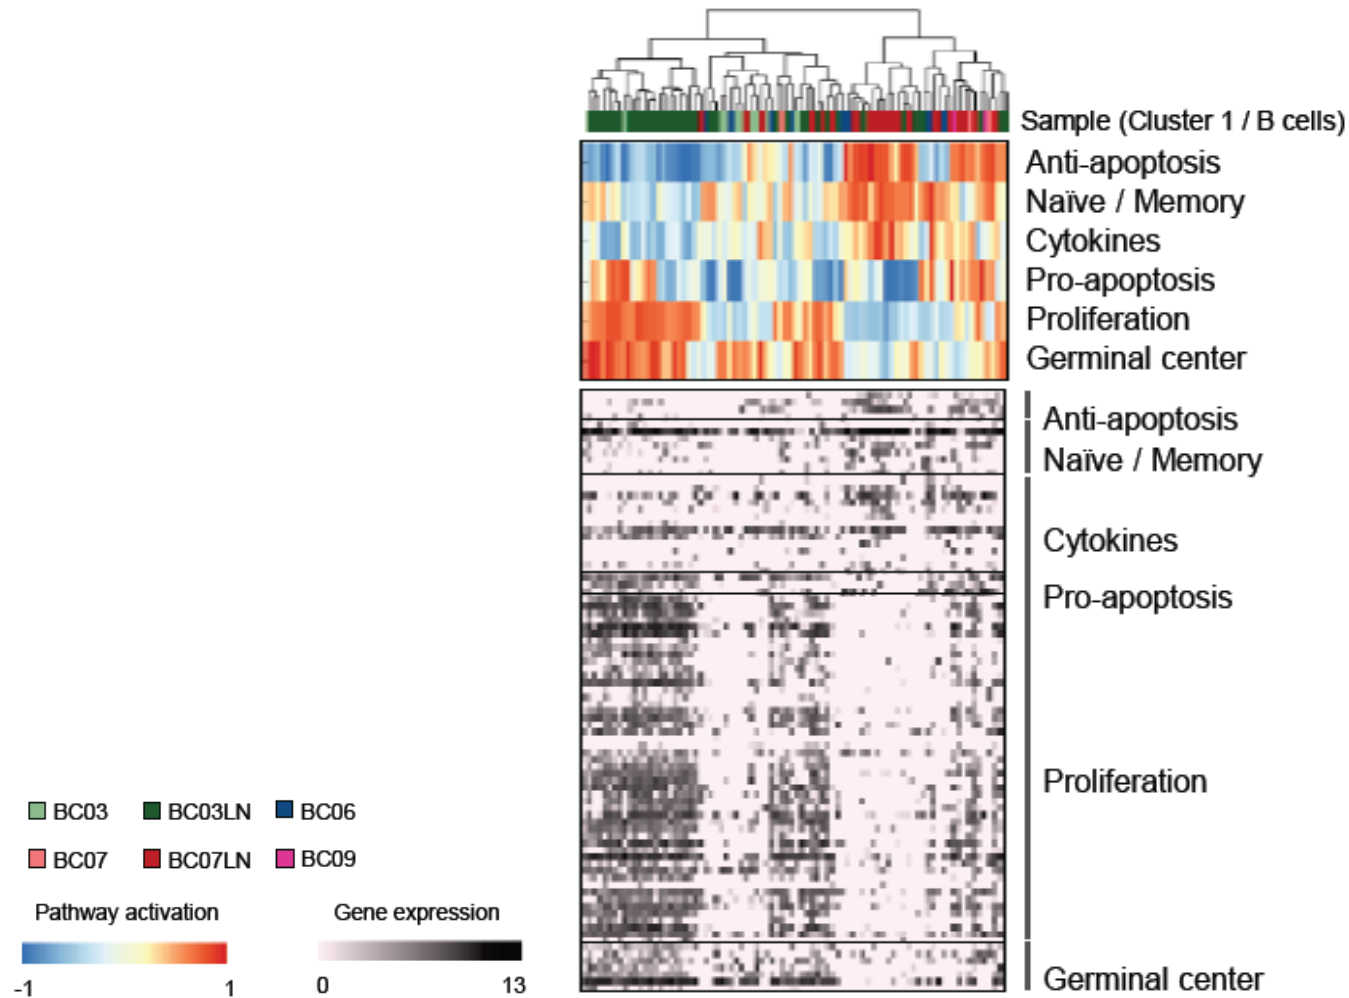 Sample (Cluster 1 / B cells)
Anti-apoptosis
Naïve / Memory
Cytokines
Pro-apoptosis
Proliferation
Germinal center
Anti-apoptosis
Naïve / Memory
Cytokines
Pro-apoptosis
Proliferation
Germinal center
BC03 BC03LN BC06
BC07 BC07LN BC09
Pathway activation Gene expression
-1 1 0 13